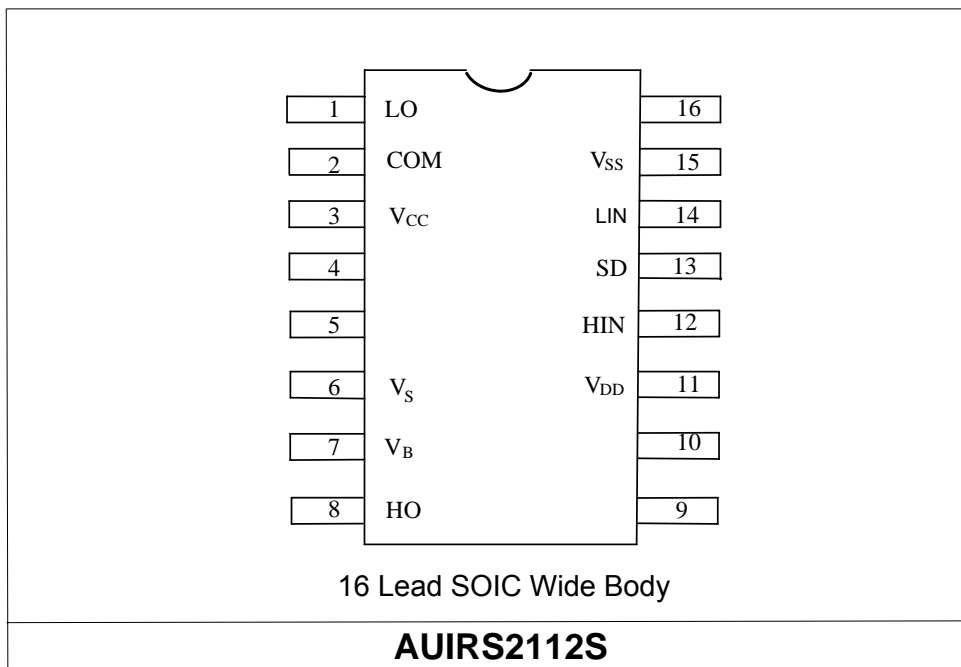 1 LO 16
2 COM VSS 15
3 VCC LIN 14
4 SD 13
5 HIN 12
6 VS VDD 11
7 VB 10
8 HO 9
16 Lead SOIC Wide Body
AUIRS2112S